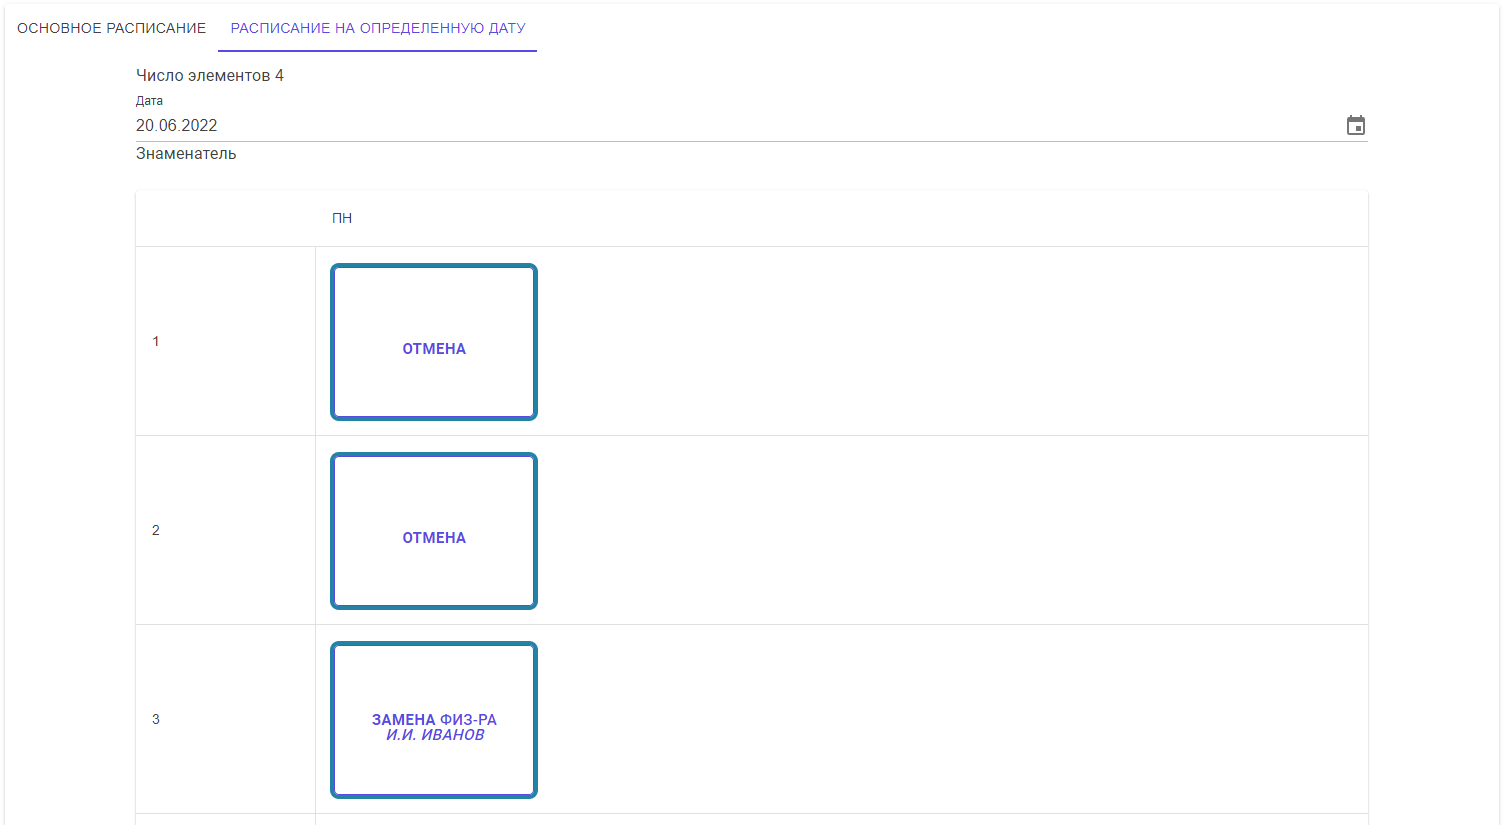 ОСНОВНОЕ РАСПИСАНИЕ РАСПИСАНИЕ НА ОПРЕДЕЛЕННУЮ ДАТУ
Число элементов 4
Дата
20.06.2022
Знаменатель
ПН
1
ОТМЕНА
2
ОТМЕНА
3
ЗАМЕНА ФИЗ-РА
И.И. ИВАНОВ